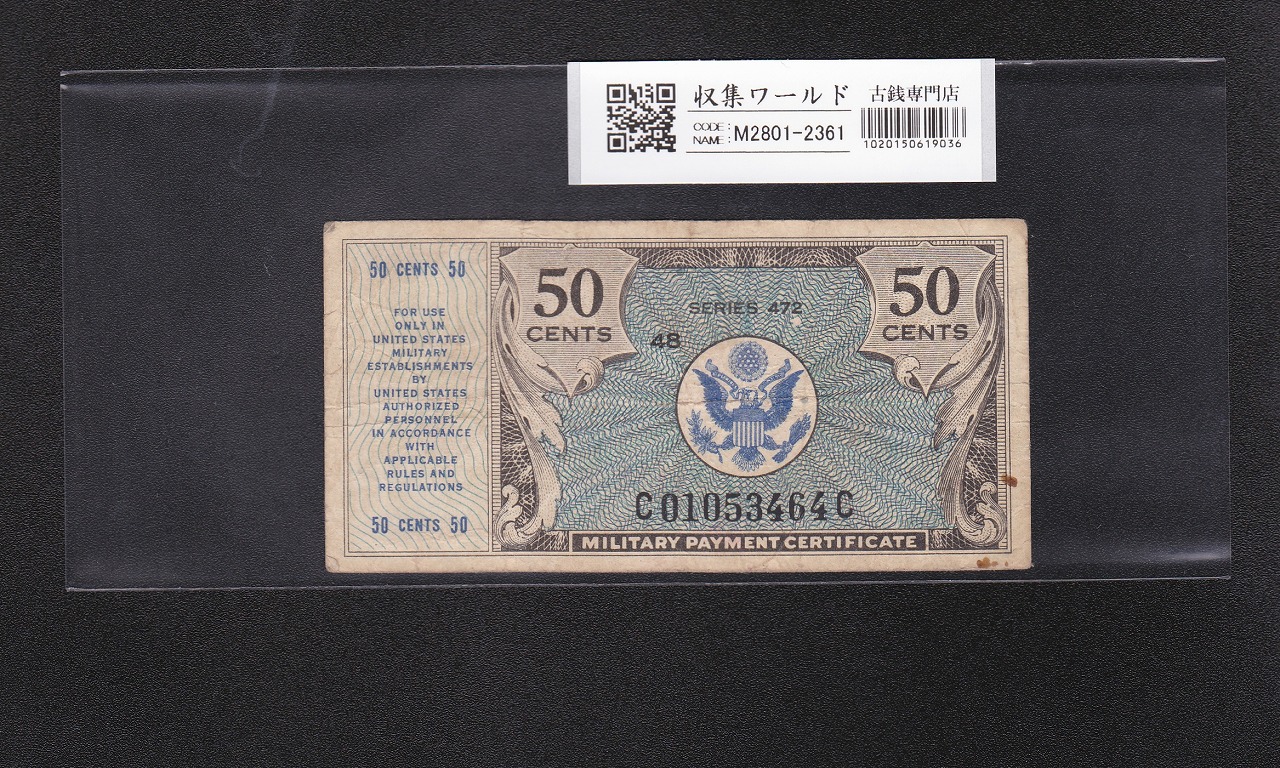 収集ワールド 古銭専門店
CODE:
NAME: M2801-2361
1020150619036
50 CENTS 50
FOR USE
ONLY IN
UNITED STATES
MILITARY
ESTABLISHMENTS
BY
UNITED STATES
AUTHORIZED
PERSONNEL
IN ACCORDANCE
WITH
APPLICABLE
RULES AND
REGULATIONS
50 CENTS 50
50
CENTS
SERIES 472
48
50
CENTS
C01053464C
MILITARY PAYMENT CERTIFICATE